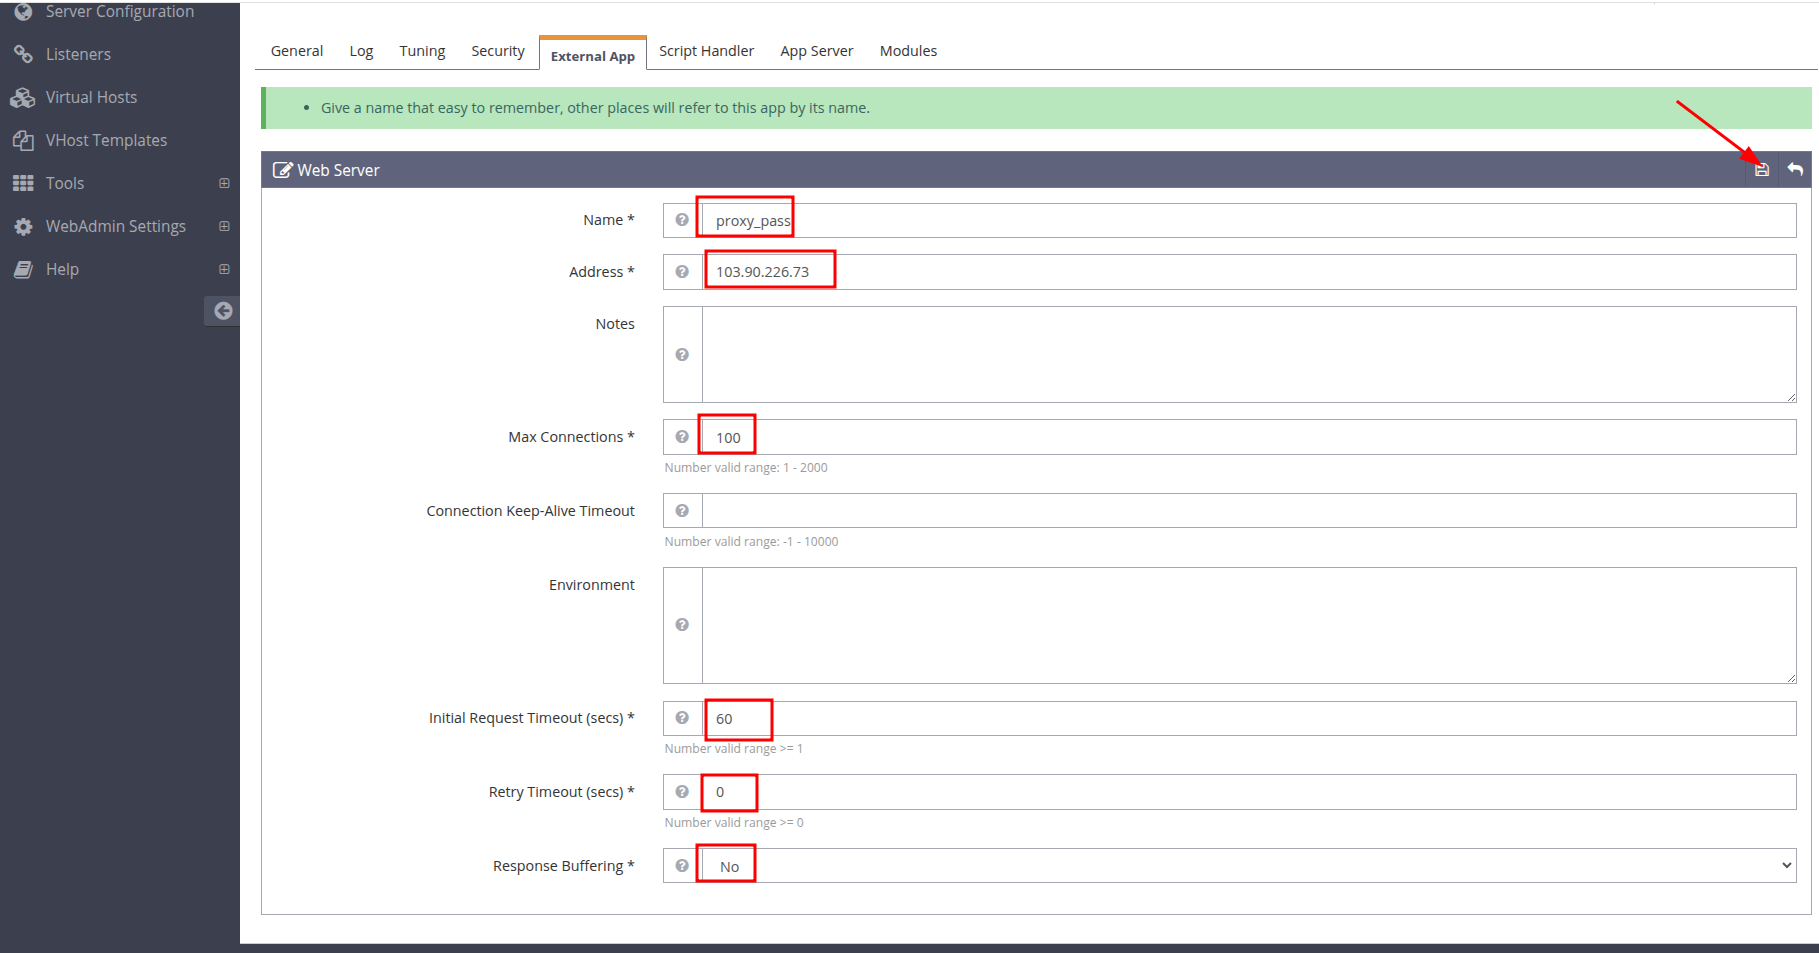 Server Configuration
Listeners
Virtual Hosts
VHost Templates
Tools
WebAdmin Settings
Help
General Log Tuning Security External App Script Handler App Server Modules
• Give a name that easy to remember, other places will refer to this app by its name.
Web Server
Name * proxy_pass
Address * 103.90.226.73
Notes
Max Connections * 100
Number valid range: 1 - 2000
Connection Keep-Alive Timeout
Number valid range: -1 - 10000
Environment
Initial Request Timeout (secs) * 60
Number valid range >= 1
Retry Timeout (secs) * 0
Number valid range >= 0
Response Buffering * No